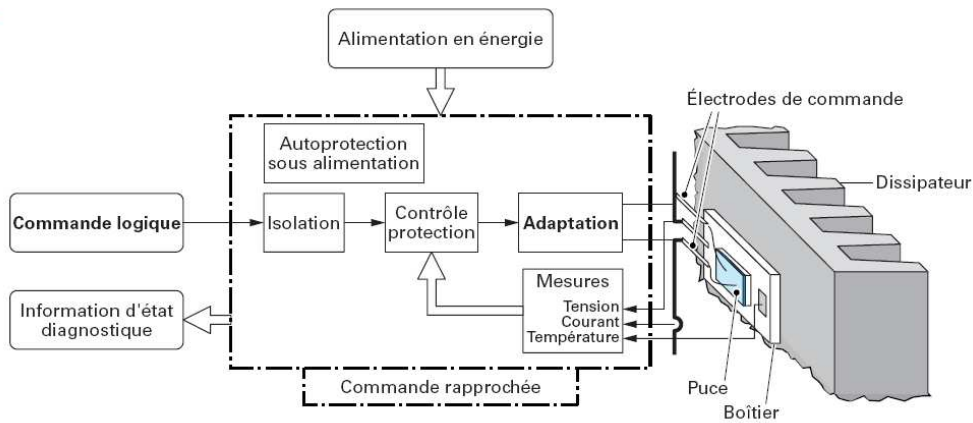 Alimentation en énergie
Électrodes de commande
Autoprotection
sous alimentation
Dissipateur
Commande logique
Isolation
Contrôle
protection
Adaptation
Information d'état
diagnostique
Mesures
Tension
Courant
Température
Commande rapprochée
Puce
Boîtier